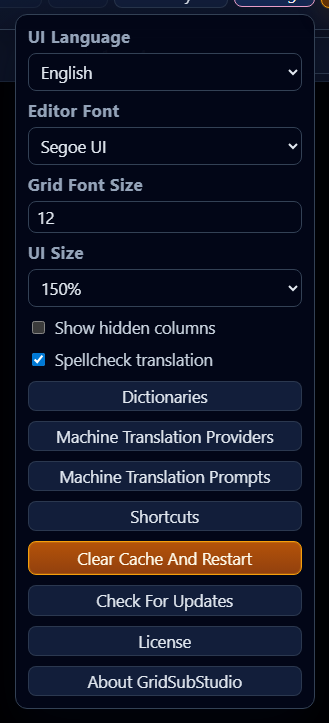 UI Language
English
Editor Font
Segoe UI
Grid Font Size
12
UI Size
150%
Show hidden columns
Spellcheck translation
Dictionaries
Machine Translation Providers
Machine Translation Prompts
Shortcuts
Clear Cache And Restart
Check For Updates
License
About GridSubStudio